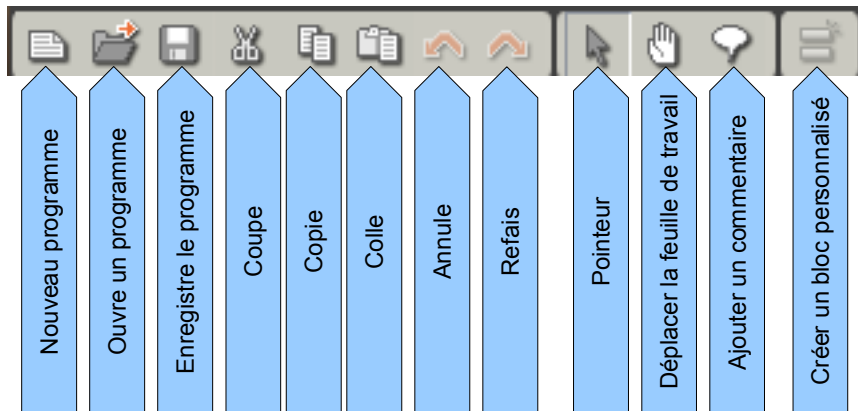 Nouveau programme
Ouvre un programme
Enregistre le programme
Coupe
Copie
Colle
Annule
Refais
Pointeur
Déplacer la feuille de travail
Ajouter un commentaire
Créer un bloc personnalisé